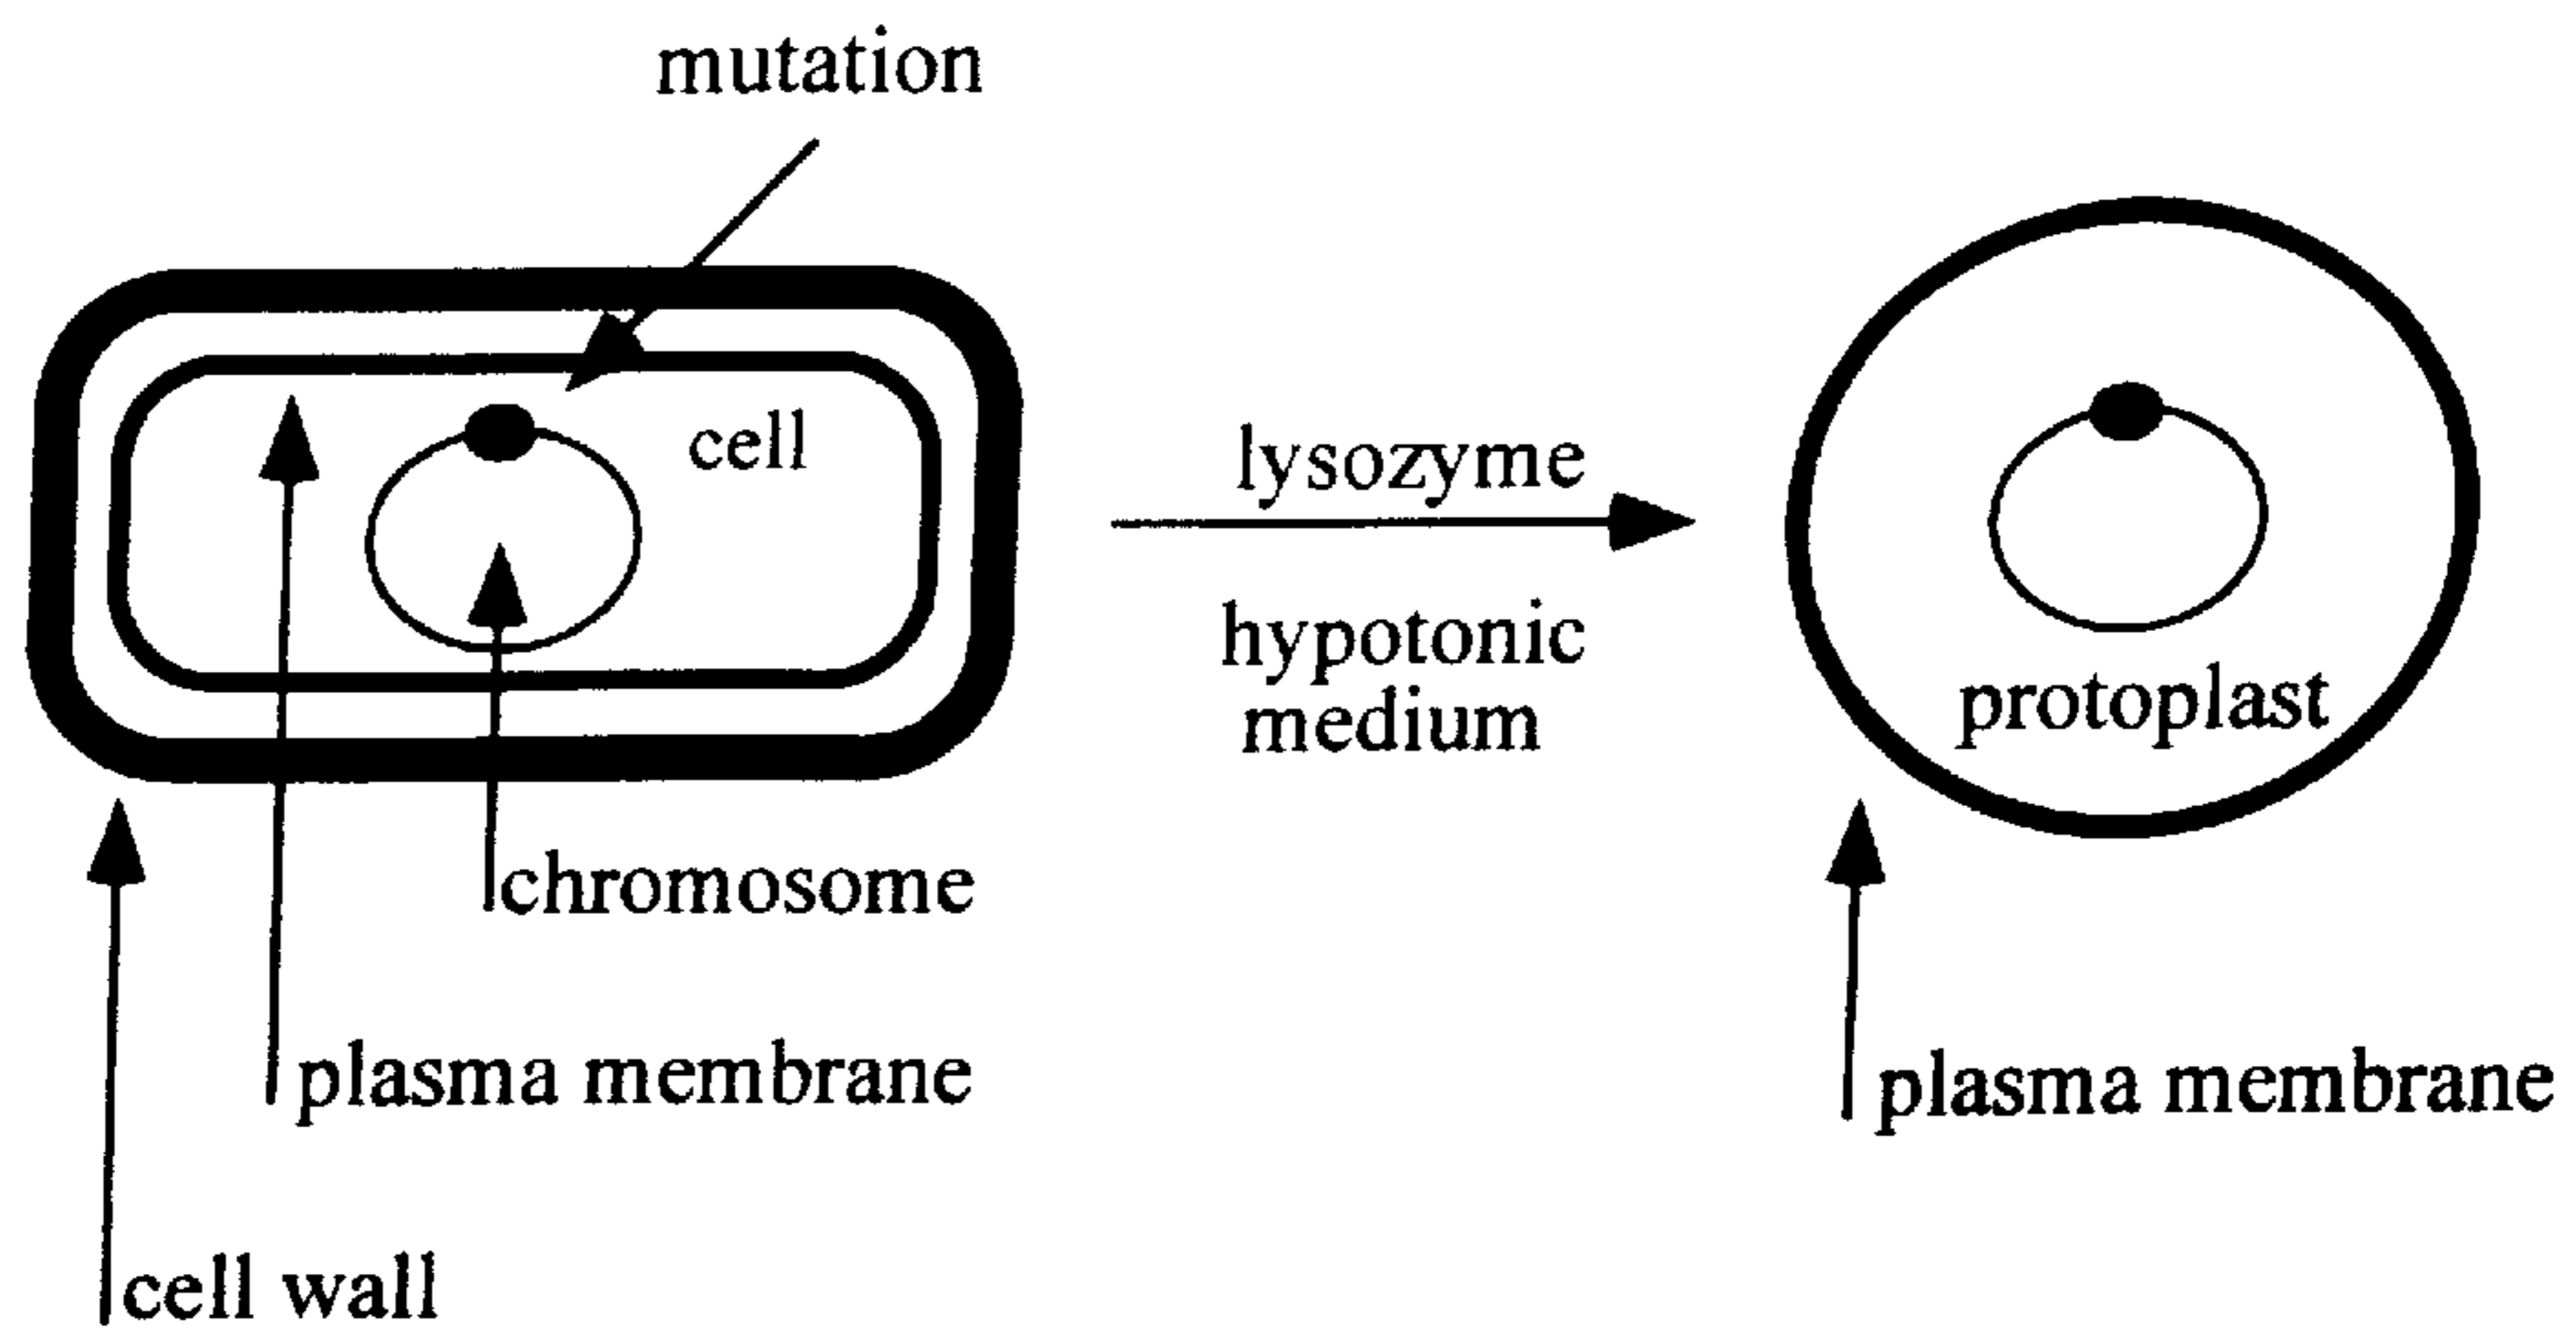 mutation
cell
lysozyme
hypotonic
medium
protoplast
chromosome
plasma membrane
plasma membrane
cell wall